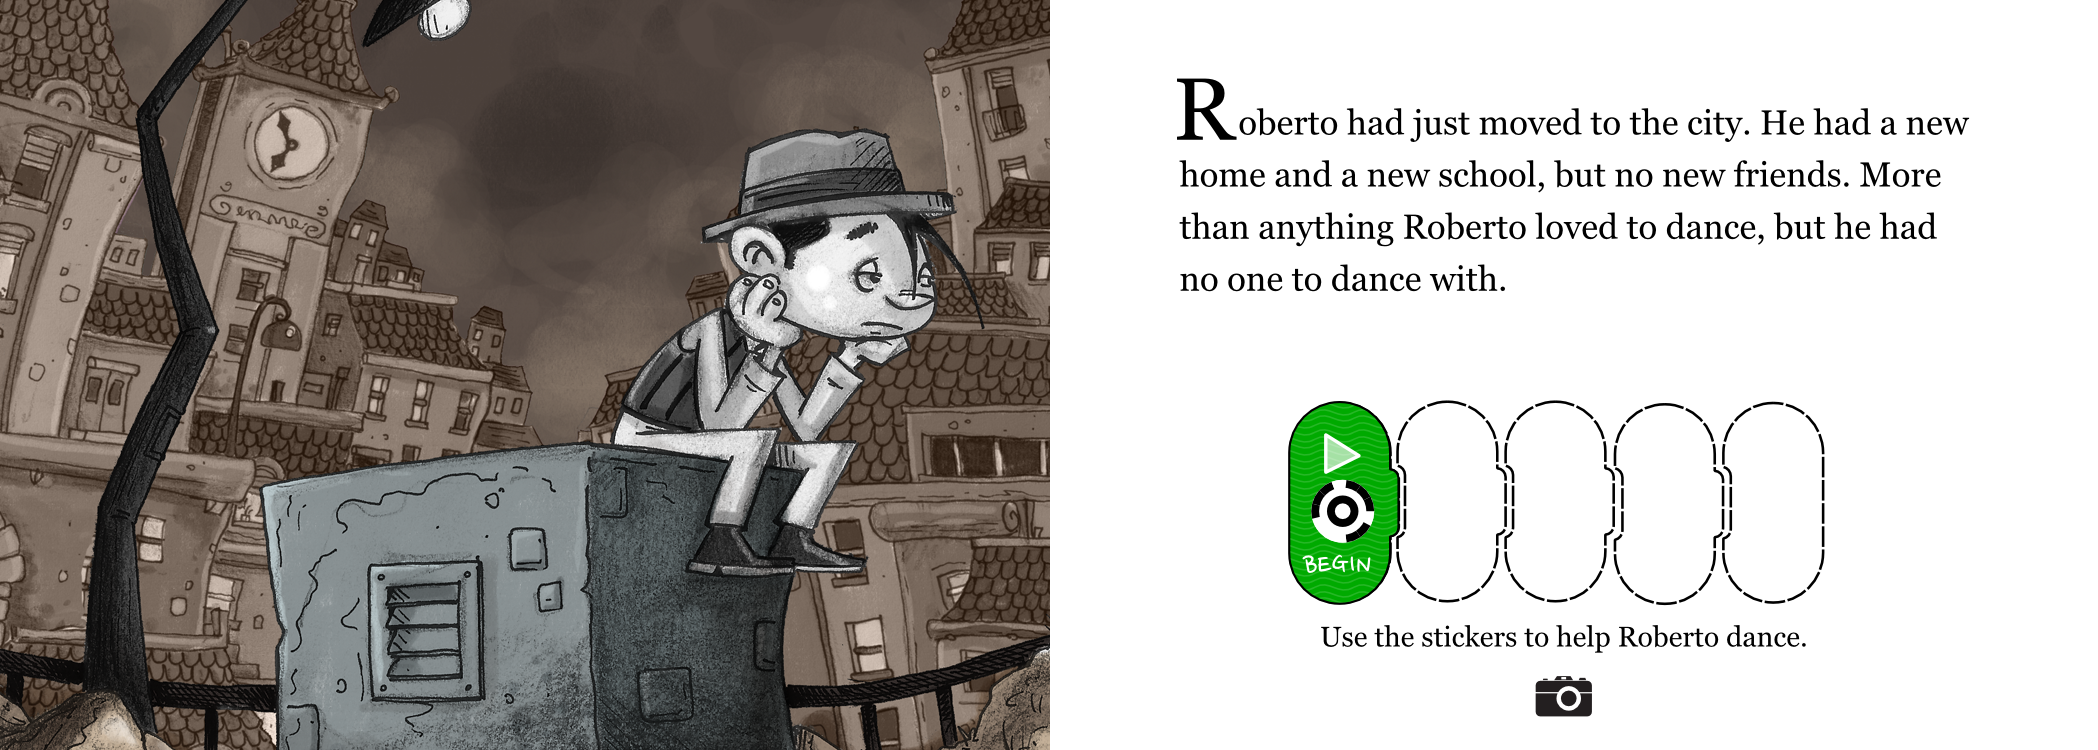 Roberto had just moved to the city. He had a new
home and a new school, but no new friends. More
than anything Roberto loved to dance, but he had
no one to dance with.
BEGIN
Use the stickers to help Roberto dance.